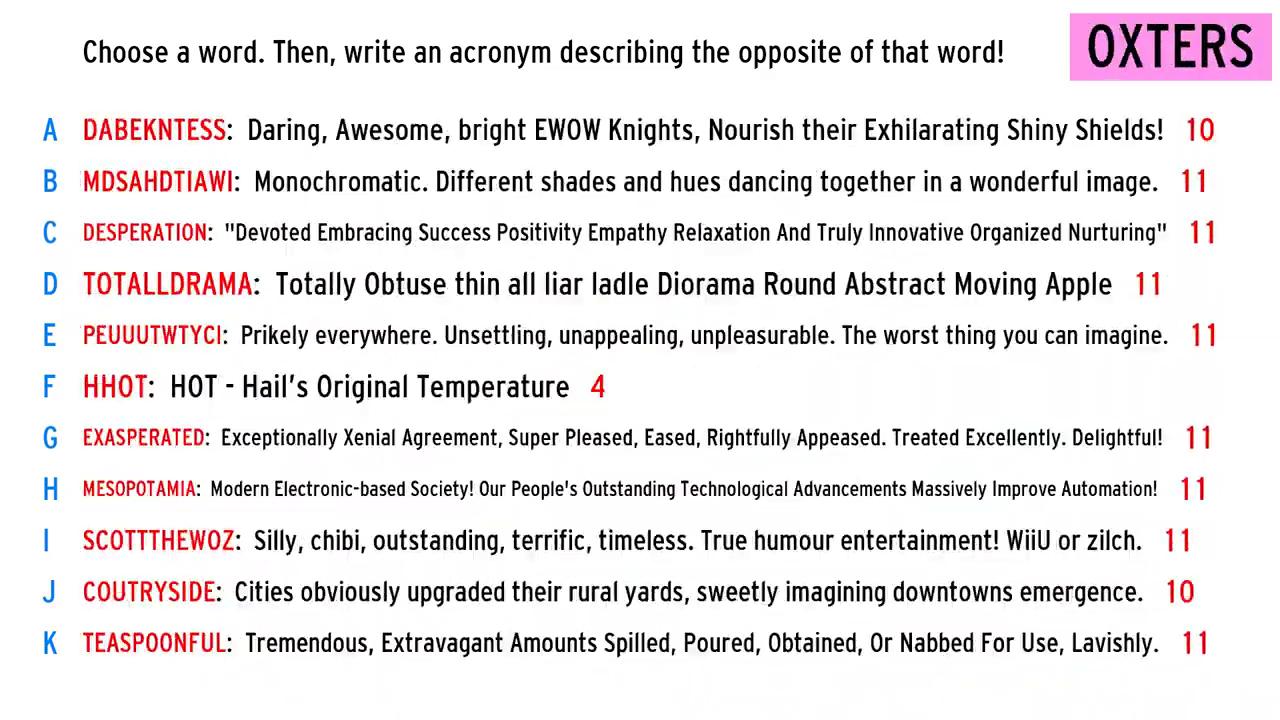 Choose a word. Then, write an acronym describing the opposite of that word!
OXTERS
A DABEKNTESS: Daring, Awesome, bright EWOW Knights, Nourish their Exhilarating Shiny Shields! 10
B MDSAHDTIAWI: Monochromatic. Different shades and hues dancing together in a wonderful image. 11
C DESPERATION: "Devoted Embracing Success Positivity Empathy Relaxation And Truly Innovative Organized Nurturing" 11
D TOTALLDRAMA: Totally Obtuse thin all liar ladle Diorama Round Abstract Moving Apple 11
E PEUUUTWTYCI: Prikely everywhere. Unsettling, unappealing, unpleasurable. The worst thing you can imagine. 11
F HHOT: HOT - Hail's Original Temperature 4
G EXASPERATED: Exceptionally Xenial Agreement, Super Pleased, Eased, Rightfully Appeased. Treated Excellently. Delightful! 11
H MESOPOTAMIA: Modern Electronic-based Society! Our People's Outstanding Technological Advancements Massively Improve Automation! 11
I SCOTTTHEWOZ: Silly, chibi, outstanding, terrific, timeless. True humour entertainment! WiiU or zilch. 11
J COUTRYSIDE: Cities obviously upgraded their rural yards, sweetly imagining downtowns emergence. 10
K TEASPOONFUL: Tremendous, Extravagant Amounts Spilled, Poured, Obtained, Or Nabbed For Use, Lavishly. 11